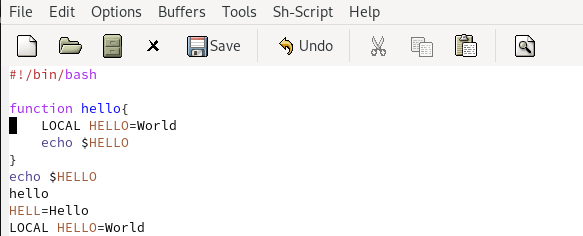 File Edit Options Buffers Tools Sh-Script Help
Save Undo
#!/bin/bash
function hello{
    LOCAL HELLO=World
    echo $HELLO
}
echo $HELLO
hello
HELL=Hello
LOCAL HELLO=World